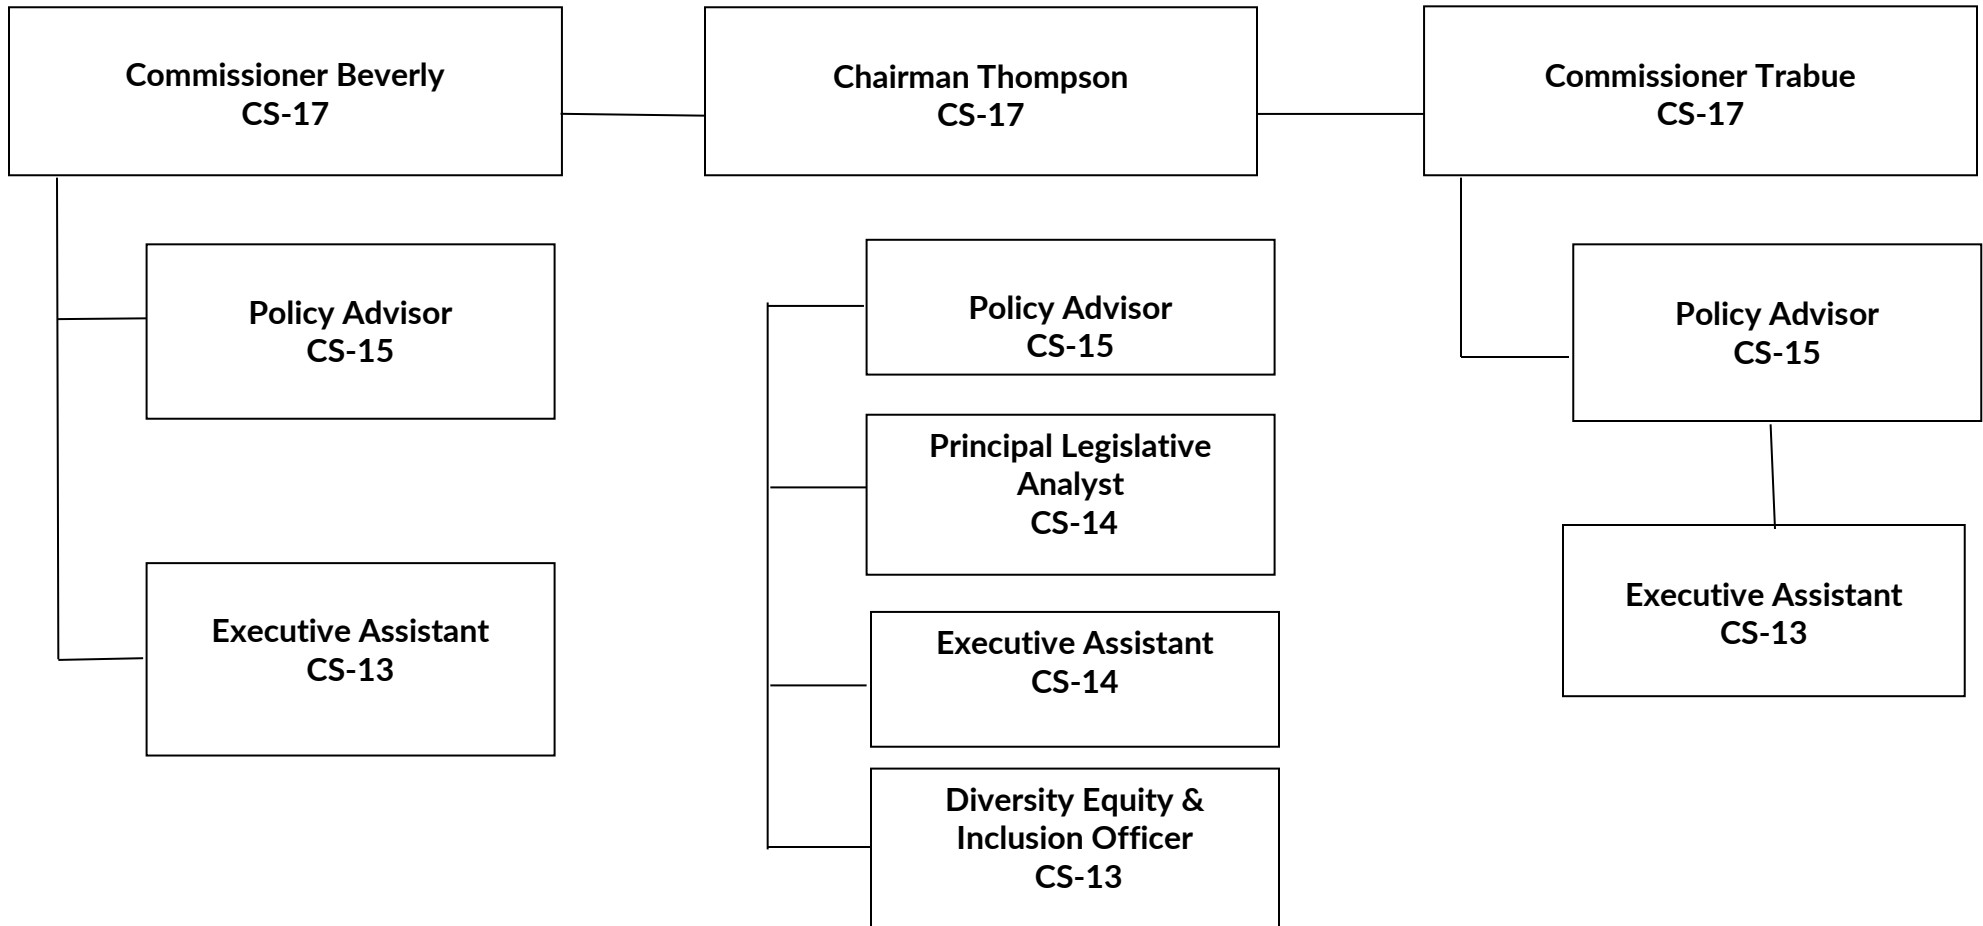 Commissioner Beverly
CS-17
Chairman Thompson
CS-17
Commissioner Trabue
CS-17
Policy Advisor
CS-15
Executive Assistant
CS-13
Policy Advisor
CS-15
Principal Legislative
Analyst
CS-14
Executive Assistant
CS-14
Diversity Equity &
Inclusion Officer
CS-13
Policy Advisor
CS-15
Executive Assistant
CS-13